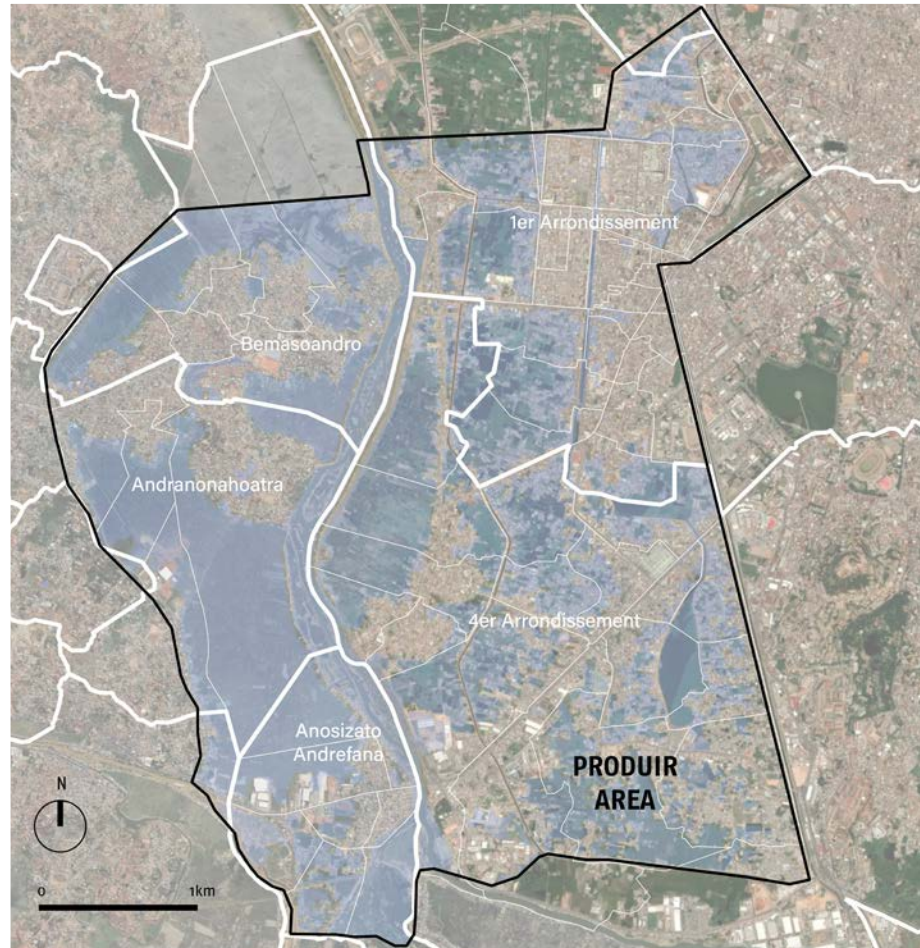 1er Arrondissement
Bemasoandro
Andranonahoatra
4er Arrondissement
Anosizato
Andrefana
PRODUIR
AREA
N
0
1km